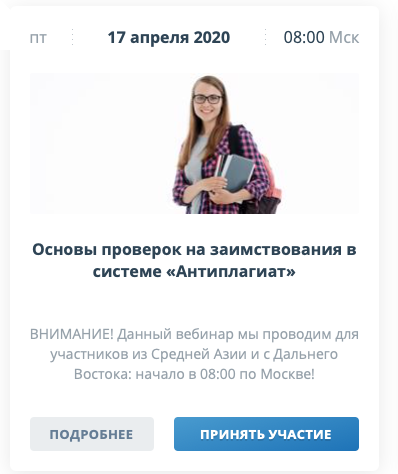 пт 17 апреля 2020 08:00 Мск
Основы проверок на заимствования в
системе «Антиплагиат»
ВНИМАНИЕ! Данный вебинар мы проводим для
участников из Средней Азии и с Дальнего
Востока: начало в 08:00 по Москве!
ПОДРОБНЕЕ ПРИНЯТЬ УЧАСТИЕ